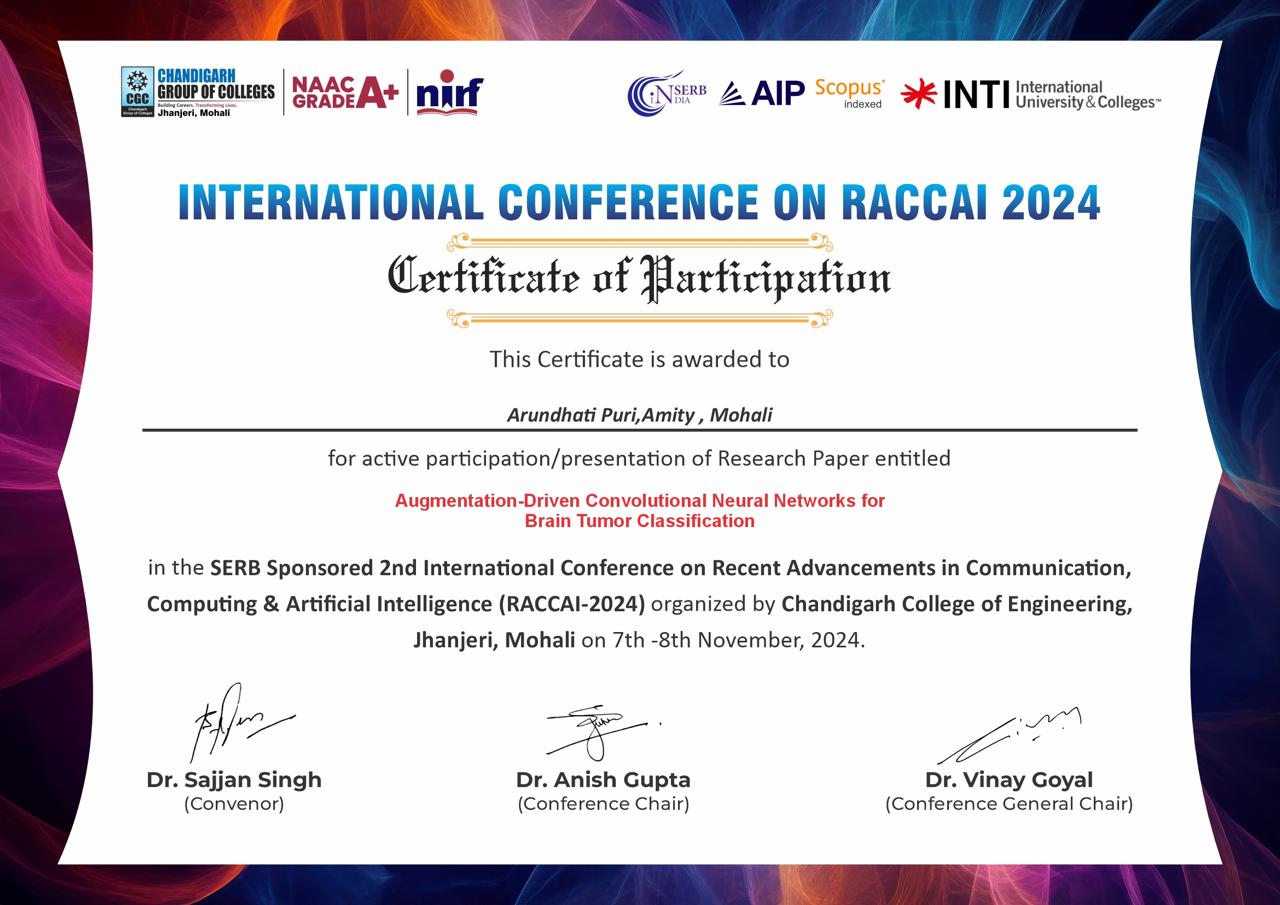 CGC
Chandigarh
Group of Colleges
CHANDIGARH
GROUP OF COLLEGES
Building Careers. Transforming Lives.
Jhanjeri, Mohali
NAAC
GRADE A+
nirf
SERB
INDIA
AIP
Scopus®
indexed
INTI International
University & Colleges™
INTERNATIONAL CONFERENCE ON RACCAI 2024
Certificate of Participation
This Certificate is awarded to
Arundhati Puri,Amity , Mohali
for active participation/presentation of Research Paper entitled
Augmentation-Driven Convolutional Neural Networks for
Brain Tumor Classification
in the SERB Sponsored 2nd International Conference on Recent Advancements in Communication,
Computing & Artificial Intelligence (RACCAI-2024) organized by Chandigarh College of Engineering,
Jhanjeri, Mohali on 7th -8th November, 2024.
Dr. Sajjan Singh
(Convenor)
Dr. Anish Gupta
(Conference Chair)
Dr. Vinay Goyal
(Conference General Chair)